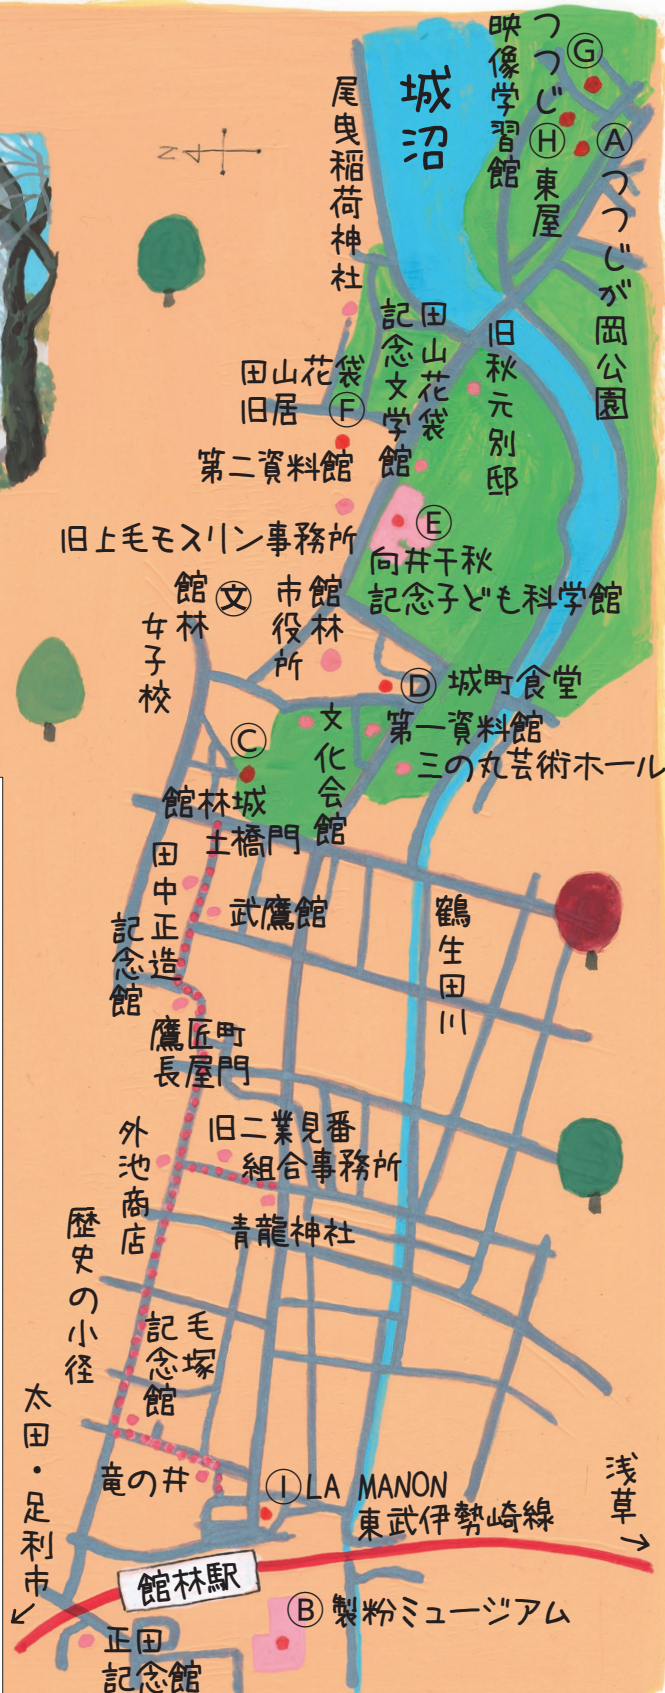 つつじ
映像学習館
Ⓖ
城沼
尾曳稲荷神社
N
Ⓗ 東屋
Ⓐ つつじが岡公園
田山花袋
記念文学館
旧秋元別邸
田山花袋
旧居 Ⓕ
第二資料館
旧上毛モスリン事務所
Ⓔ
向井千秋
記念子ども科学館
館林
女子校
文
館林
市役所
Ⓓ 城町食堂
第一資料館
三の丸芸術ホール
文化会館
Ⓒ
館林城
土橋門
田中正造
記念館
武鷹館
鶴生田川
鷹匠町
長屋門
旧二業見番
組合事務所
外池商店
青龍神社
歴史の小径
毛塚
記念館
太田・足利市
↙
竜の井
Ⓘ LA MANON
東武伊勢崎線
浅草
→
館林駅
Ⓑ 製粉ミュージアム
正田
記念館